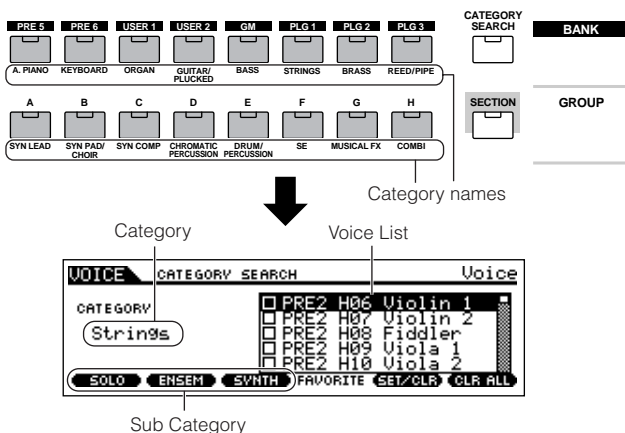 PRE 5 PRE 6 USER 1 USER 2 GM PLG 1 PLG 2 PLG 3
CATEGORY
SEARCH
BANK
A. PIANO KEYBOARD ORGAN GUITAR/
PLUCKED BASS STRINGS BRASS REED/PIPE
A B C D E F G H
SECTION
GROUP
SYN LEAD SYN PAD/
CHOIR SYN COMP CHROMATIC
PERCUSSION DRUM/
PERCUSSION SE MUSICAL FX COMBI
Category names
Category
Voice List
VOICE CATEGORY SEARCH Voice
CATEGORY
Strings
PRE2 H06 Violin 1
PRE2 H07 Violin 2
PRE2 H08 Fiddler
PRE2 H09 Viola 1
PRE2 H10 Viola 2
SOLO ENSEM SYNTH FAVORITE SET/CLR CLR ALL
Sub Category